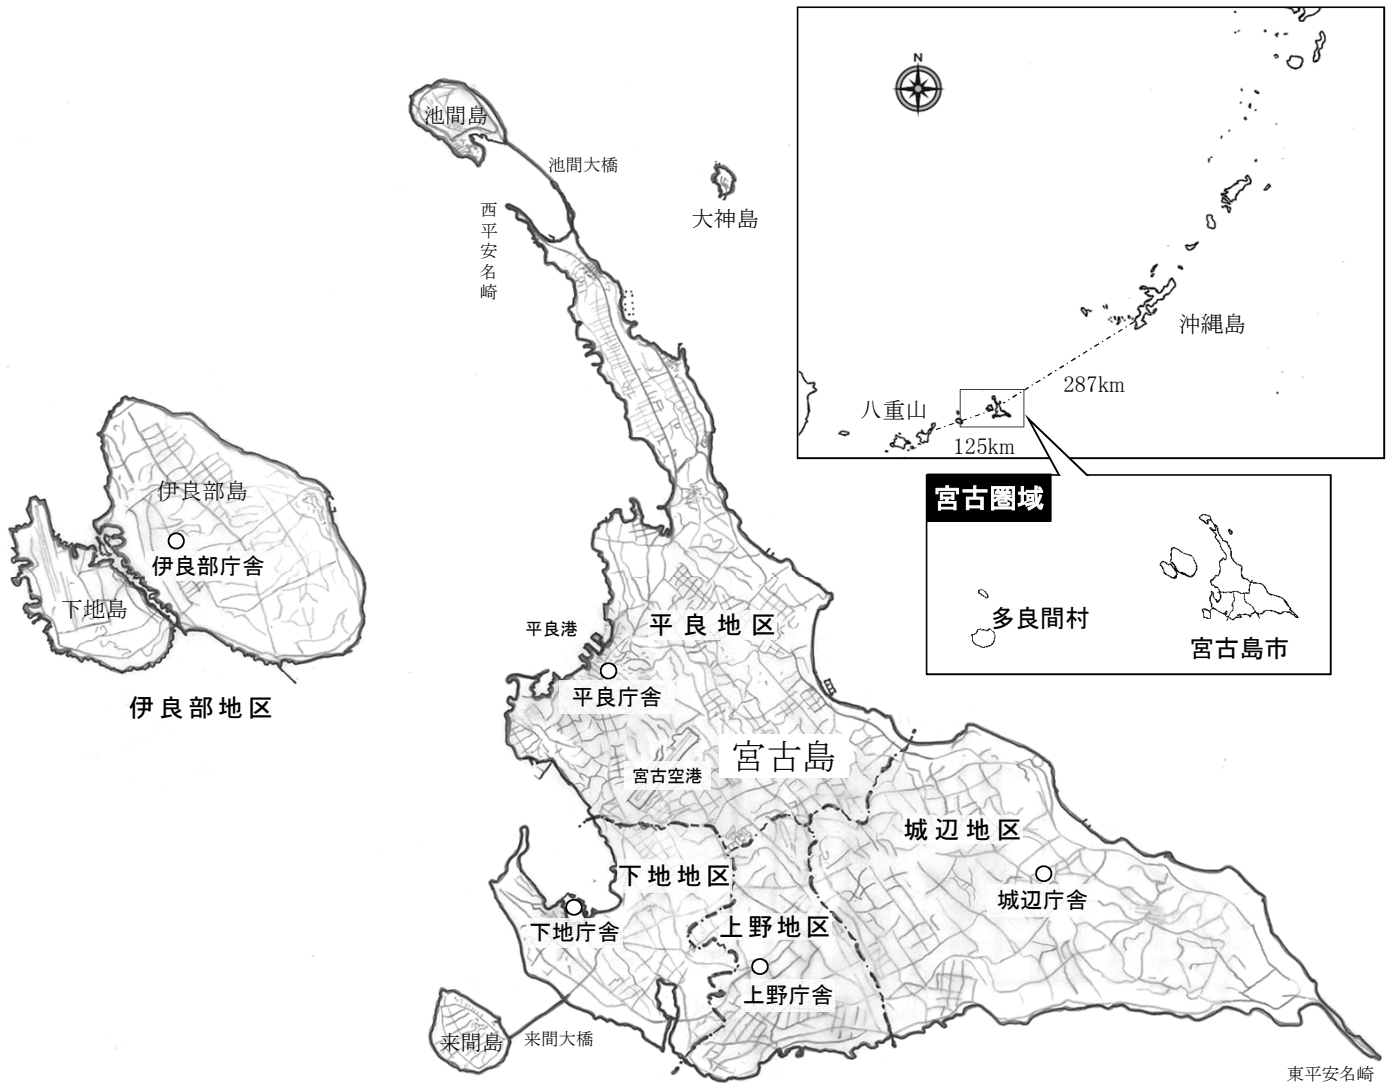 N
池間島
池間大橋
西平安名崎
大神島
沖縄島
287km
八重山
125km
宮古圏域
多良間村
宮古島市
伊良部島
伊良部庁舎
下地島
伊良部地区
平良港
平良地区
平良庁舎
宮古島
宮古空港
城辺地区
城辺庁舎
下地地区
下地庁舎
上野地区
上野庁舎
来間島
来間大橋
東平安名崎